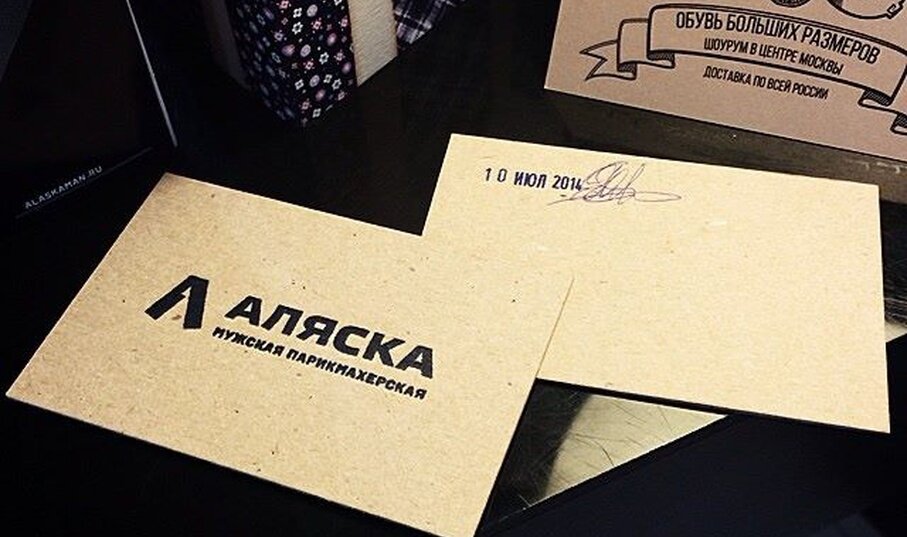 ОБУВЬ БОЛЬШИХ РАЗМЕРОВ
ШОУРУМ В ЦЕНТРЕ МОСКВЫ
ДОСТАВКА ПО ВСЕЙ РОССИИ
ALASKAMAN.RU
10 ИЮЛ 2014
АЛЯСКА
МУЖСКАЯ ПАРИКМАХЕРСКАЯ